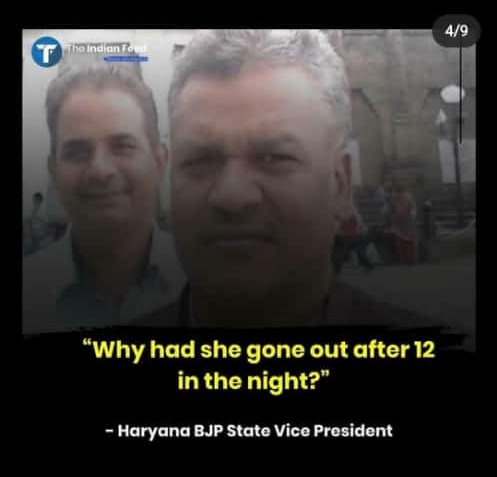 4/9
T The Indian Feed
"Why had she gone out after 12
in the night?"
- Haryana BJP State Vice President